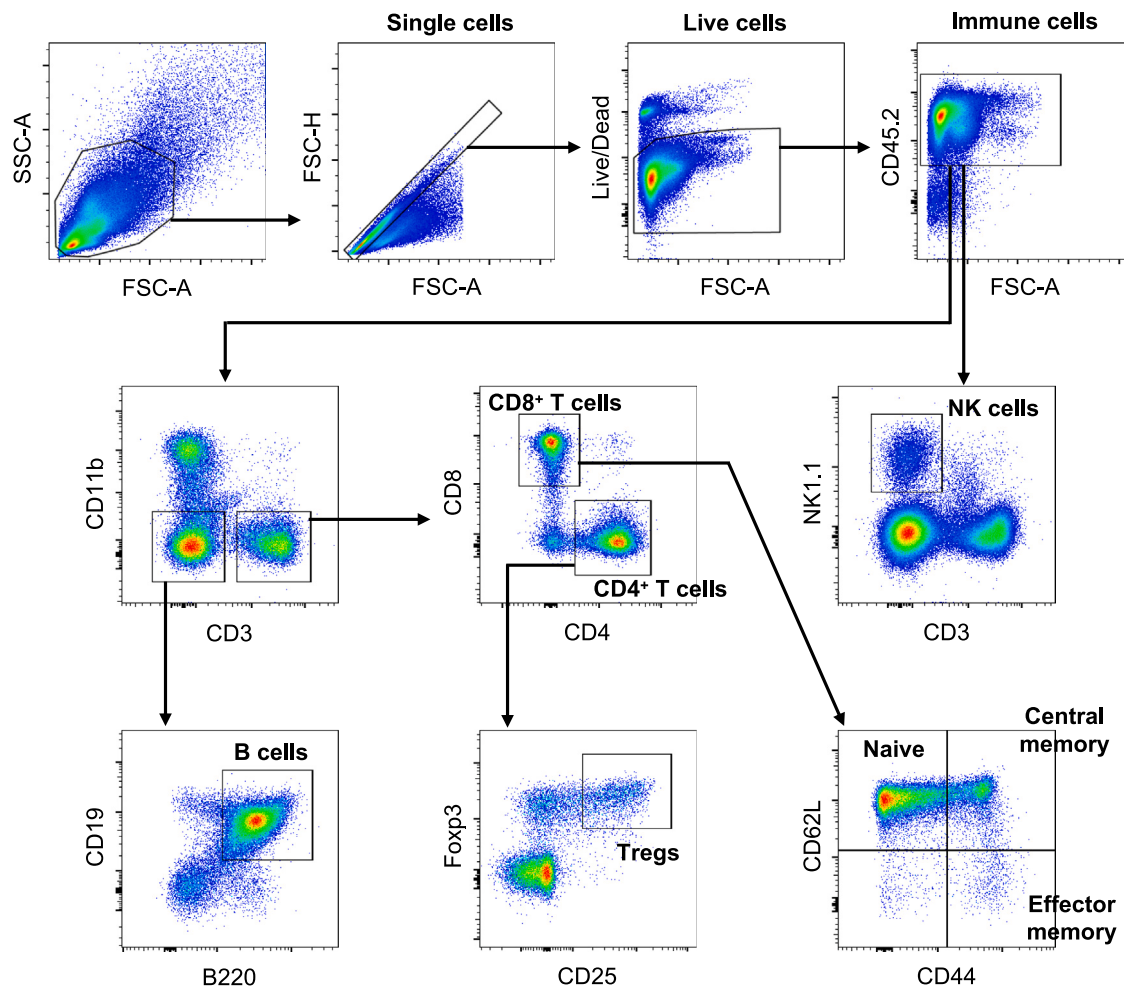 Single cells
Live cells
Immune cells
SSC-A
FSC-A
FSC-H
FSC-A
Live/Dead
FSC-A
CD45.2
FSC-A
CD11b
CD3
CD8⁺ T cells
CD8
CD4⁺ T cells
CD4
NK cells
NK1.1
CD3
B cells
CD19
B220
Foxp3
Tregs
CD25
Central
memory
Naive
CD62L
Effector
memory
CD44